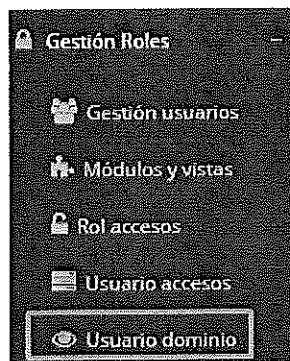 Gestión Roles
Gestión usuarios
Módulos y vistas
Rol accesos
Usuario accesos
Usuario dominio